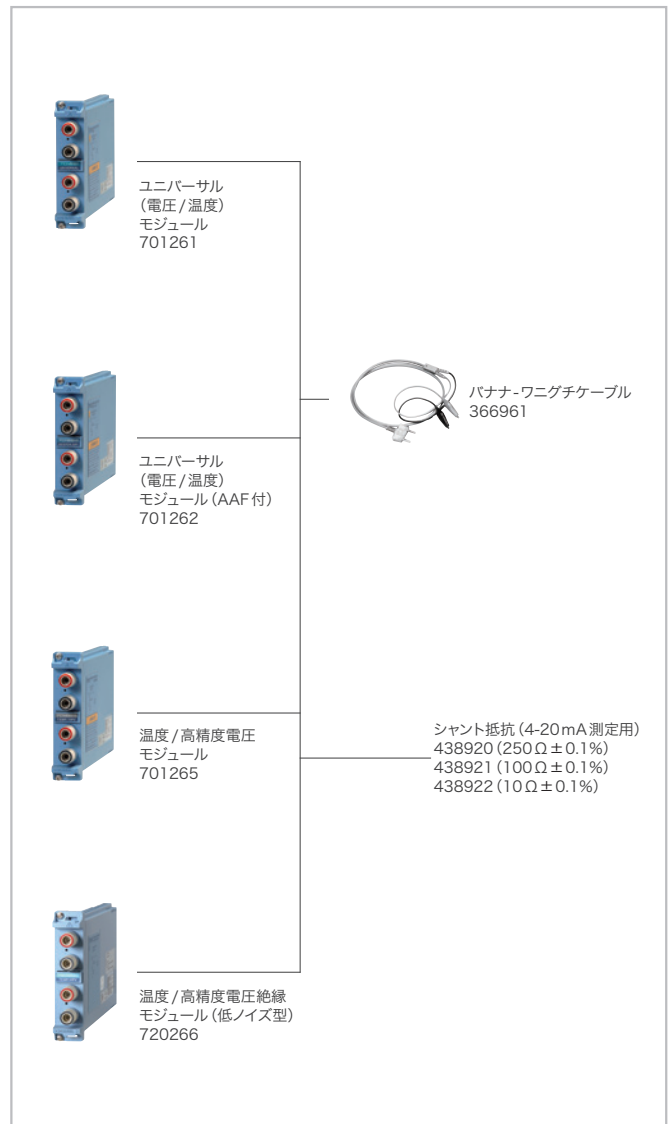 ユニバーサル
(電圧/温度)
モジュール
701261
バナナ-ワニグチケーブル
366961
ユニバーサル
(電圧/温度)
モジュール(AAF付)
701262
温度/高精度電圧
モジュール
701265
シャント抵抗(4-20mA測定用)
438920(250Ω±0.1%)
438921(100Ω±0.1%)
438922(10Ω±0.1%)
温度/高精度電圧絶縁
モジュール(低ノイズ型)
720266